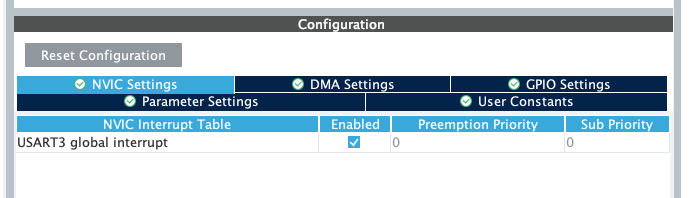 Configuration
Reset Configuration
NVIC Settings DMA Settings GPIO Settings
Parameter Settings User Constants
NVIC Interrupt Table Enabled Preemption Priority Sub Priority
USART3 global interrupt 0 0